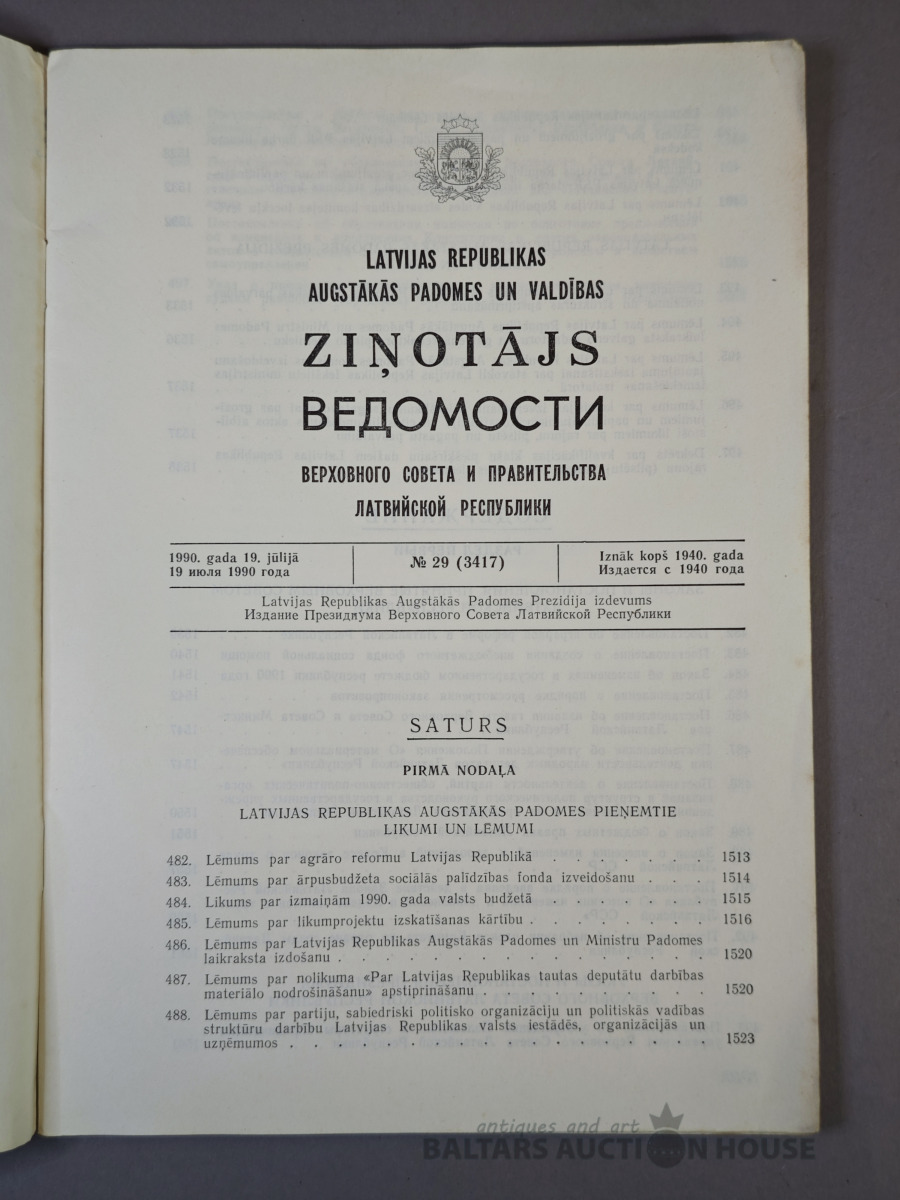 LATVIJAS REPUBLIKAS
AUGSTĀKĀS PADOMES UN VALDĪBAS
ZIŅOTĀJS
ВЕДОМОСТИ
ВЕРХОВНОГО СОВЕТА И ПРАВИТЕЛЬСТВА
ЛАТВИЙСКОЙ РЕСПУБЛИКИ
1990. gada 19. jūlijā
19 июля 1990 года
№ 29 (3417)
Iznāk kopš 1940. gada
Издается с 1940 года
Latvijas Republikas Augstākās Padomes Prezidija izdevums
Издание Президиума Верховного Совета Латвийской Республики
SATURS
PIRMĀ NODAĻA
LATVIJAS REPUBLIKAS AUGSTĀKĀS PADOMES PIEŅEMTIE
LIKUMI UN LĒMUMI
482. Lēmums par agrāro reformu Latvijas Republikā . . . . . . . 1513
483. Lēmums par ārpusbudžeta sociālās palīdzības fonda izveidošanu . . . 1514
484. Likums par izmaiņām 1990. gada valsts budžetā . . . . . . . 1515
485. Lēmums par likumprojektu izskatīšanas kārtību . . . . . . . . 1516
486. Lēmums par Latvijas Republikas Augstākās Padomes un Ministru Padomes
laikraksta izdošanu . . . . . . . . . . . . . . 1520
487. Lēmums par nolikuma «Par Latvijas Republikas tautas deputātu darbības
materiālo nodrošināšanu» apstiprināšanu . . . . . . . . . 1520
488. Lēmums par partiju, sabiedriski politisko organizāciju un politiskās vadības
struktūru darbību Latvijas Republikas valsts iestādēs, organizācijās un
uzņēmumos . . . . . . . . . . . . . . . . 1523
antiques and art
BALTARS AUCTION HOUSE